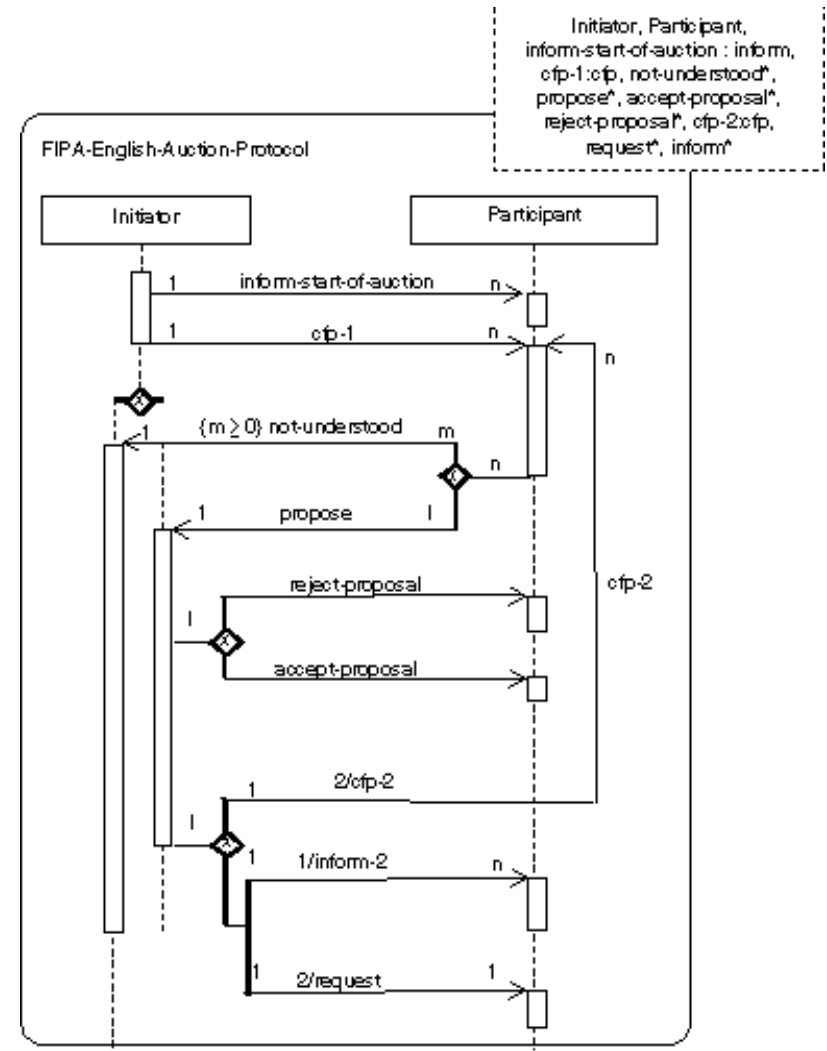 Initiator, Participant,
inform-start-of-auction : inform,
cfp-1:cfp, not-understood*,
propose*, accept-proposal*,
reject-proposal*, cfp-2:cfp,
request*, inform*
FIPA-English-Auction-Protocol
Initiator
Participant
1 inform-start-of-auction n
1 cfp-1 n
n
x
1 {m ≥ 0} not-understood m
x n
1 propose l
reject-proposal
cfp-2
l x
accept-proposal
1 2/cfp-2
l x
1 1/inform-2 n
1 2/request 1